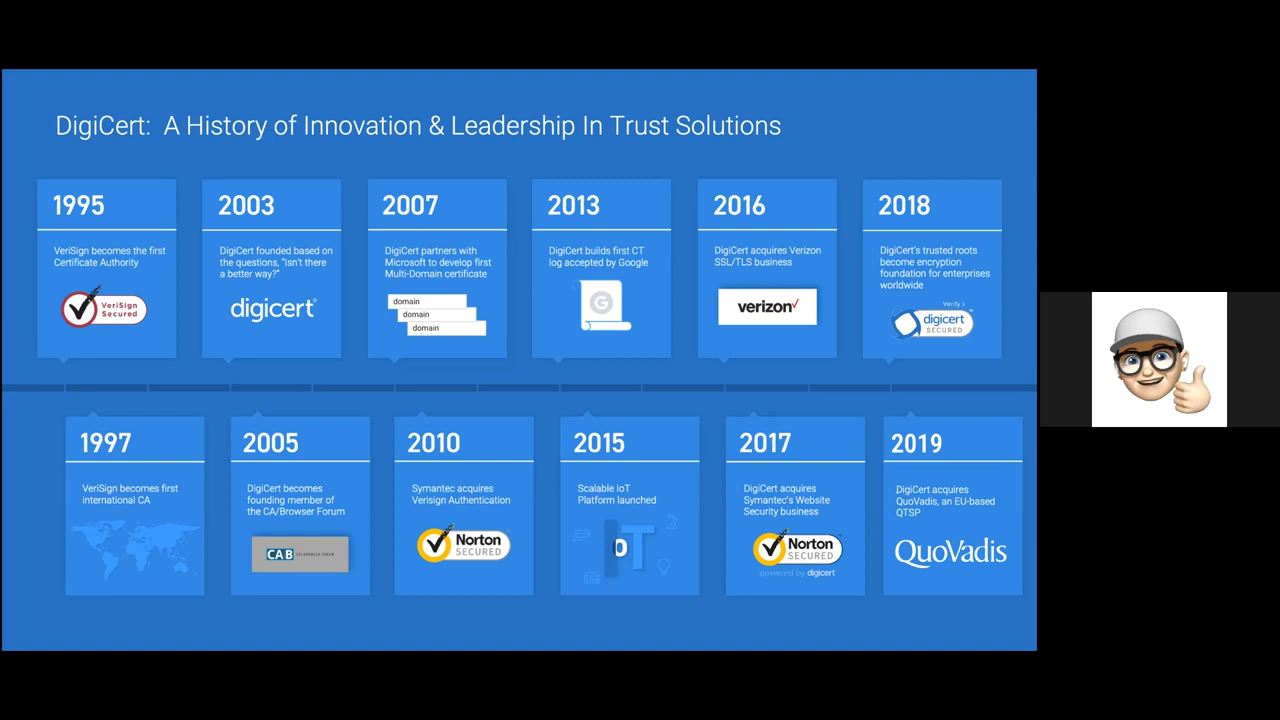 DigiCert: A History of Innovation & Leadership In Trust Solutions
1995
VeriSign becomes the first
Certificate Authority
VeriSign
Secured
2003
DigiCert founded based on
the questions, "Isn't there
a better way?"
digicert®
2007
DigiCert partners with
Microsoft to develop first
Multi-Domain certificate
domain
domain
domain
2013
DigiCert builds first CT
log accepted by Google
G
2016
DigiCert acquires Verizon
SSL/TLS business
verizon✓
2018
DigiCert's trusted roots
become encryption
foundation for enterprises
worldwide
Verify >
digicert
SECURED
1997
VeriSign becomes first
international CA
2005
DigiCert becomes
founding member of
the CA/Browser Forum
CAB CA/BROWSER FORUM
2010
Symantec acquires
Verisign Authentication
Norton
SECURED
2015
Scalable IoT
Platform launched
IoT
2017
DigiCert acquires
Symantec's Website
Security business
Norton
SECURED
powered by digicert
2019
DigiCert acquires
QuoVadis, an EU-based
QTSP
QuoVadis